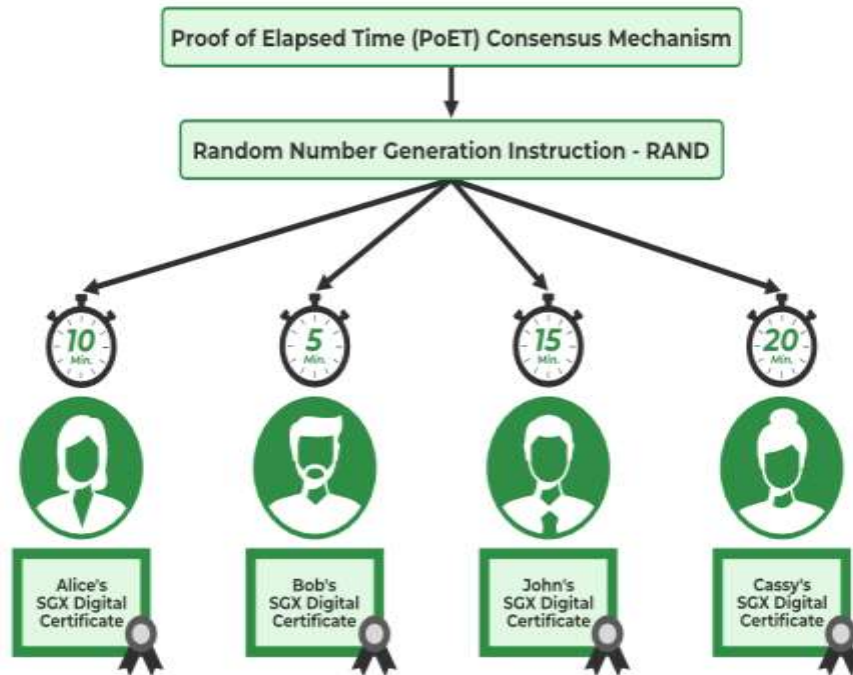 Proof of Elapsed Time (PoET) Consensus Mechanism
Random Number Generation Instruction - RAND
10
Min.
5
Min.
15
Min.
20
Min.
Alice's
SGX Digital
Certificate
Bob's
SGX Digital
Certificate
John's
SGX Digital
Certificate
Cassy's
SGX Digital
Certificate